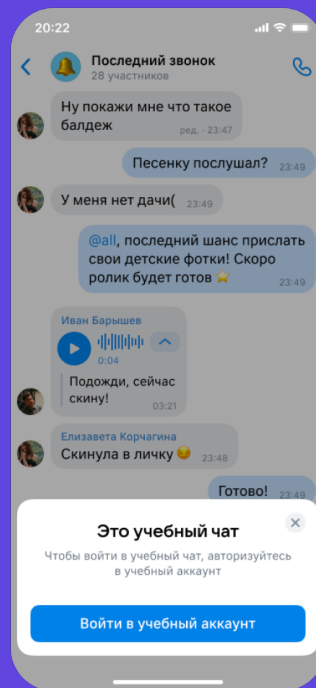 20:22
Последний звонок
28 участников
Ну покажи мне что такое
балдеж
ред. · 23:47
Песенку послушал? 23:49
У меня нет дачи( 23:49
@all, последний шанс прислать
свои детские фотки! Скоро
ролик будет готов
23:49
Иван Барышев
0:04
Подожди, сейчас
скину!
03:21
Елизавета Корчагина
Скинула в личку 23:48
Готово! 23:49
Это учебный чат
Чтобы войти в учебный чат, авторизуйтесь
в учебный аккаунт
Войти в учебный аккаунт